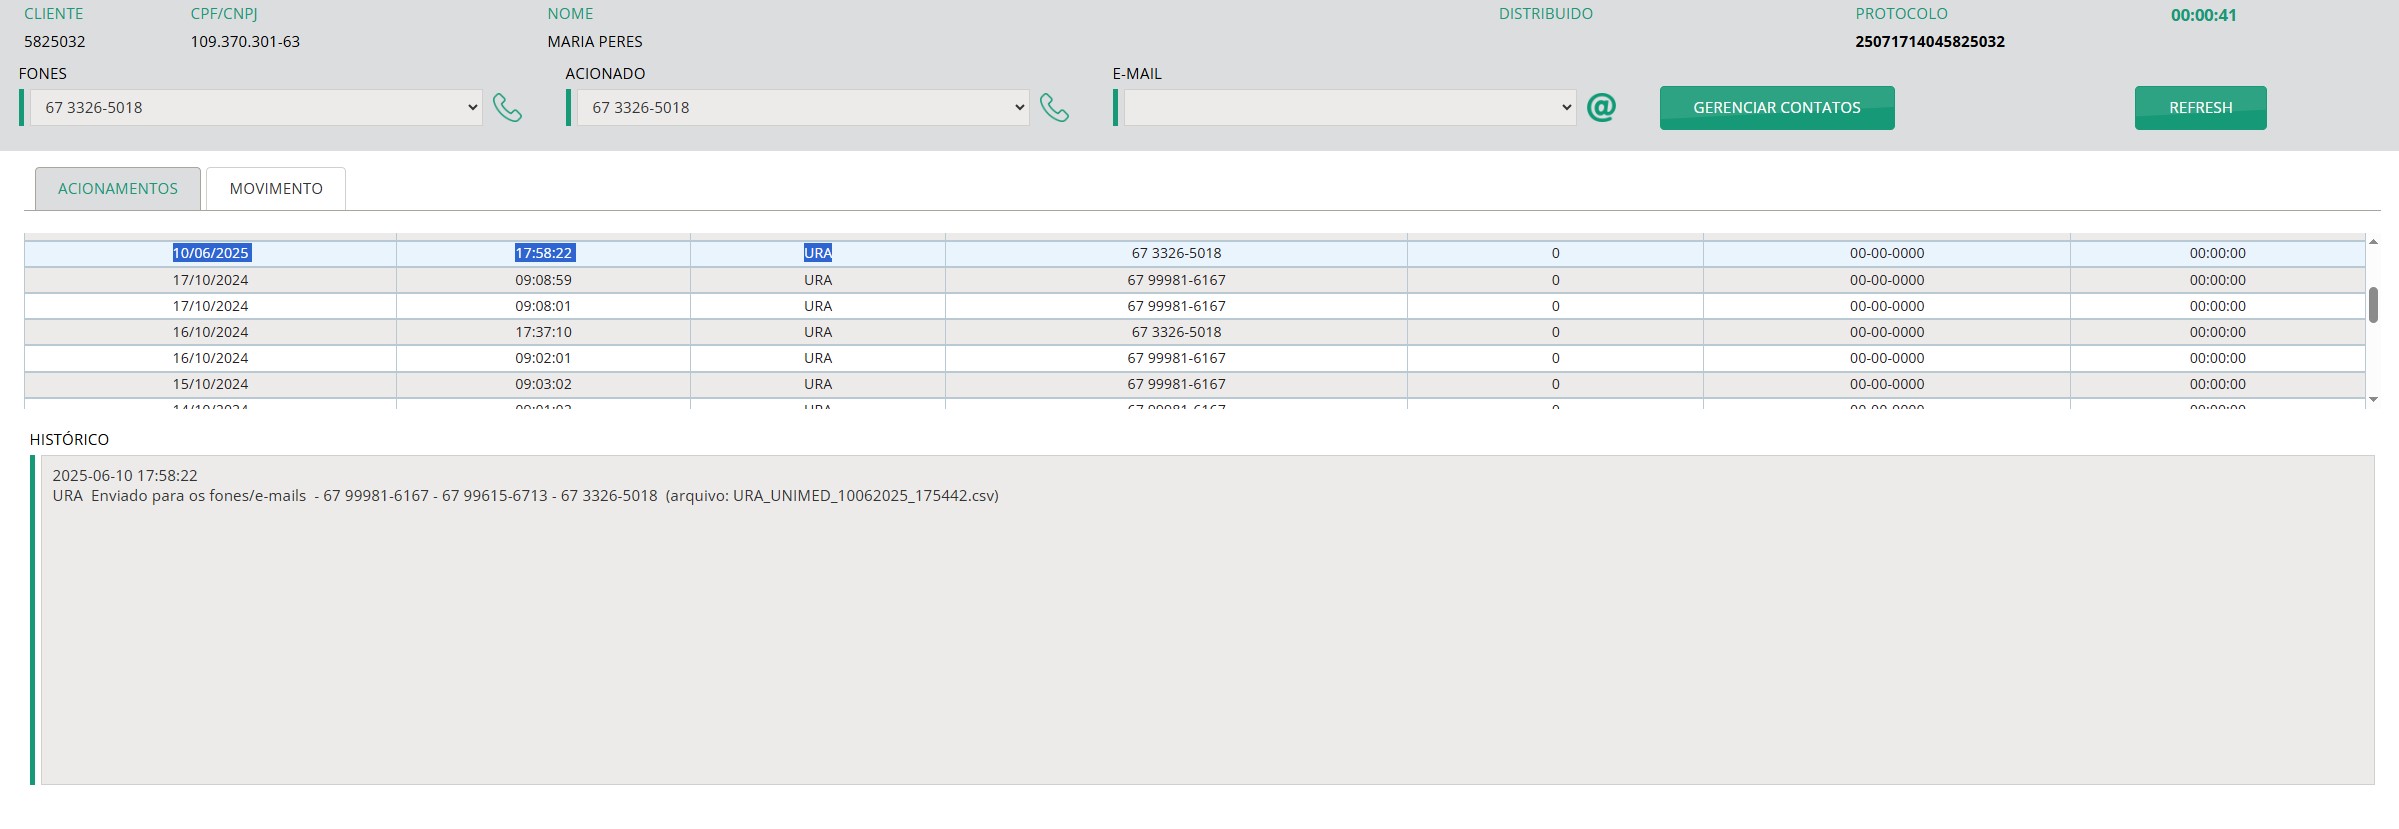 CLIENTE CPF/CNPJ NOME DISTRIBUIDO PROTOCOLO 00:00:41
5825032 109.370.301-63 MARIA PERES 25071714045825032
FONES ACIONADO E-MAIL
67 3326-5018 67 3326-5018 @ GERENCIAR CONTATOS REFRESH
ACIONAMENTOS MOVIMENTO
10/06/2025 17:58:22 URA 67 3326-5018 0 00-00-0000 00:00:00
17/10/2024 09:08:59 URA 67 99981-6167 0 00-00-0000 00:00:00
17/10/2024 09:08:01 URA 67 99981-6167 0 00-00-0000 00:00:00
16/10/2024 17:37:10 URA 67 3326-5018 0 00-00-0000 00:00:00
16/10/2024 09:02:01 URA 67 99981-6167 0 00-00-0000 00:00:00
15/10/2024 09:03:02 URA 67 99981-6167 0 00-00-0000 00:00:00
HISTÓRICO
2025-06-10 17:58:22
URA Enviado para os fones/e-mails - 67 99981-6167 - 67 99615-6713 - 67 3326-5018 (arquivo: URA_UNIMED_10062025_175442.csv)